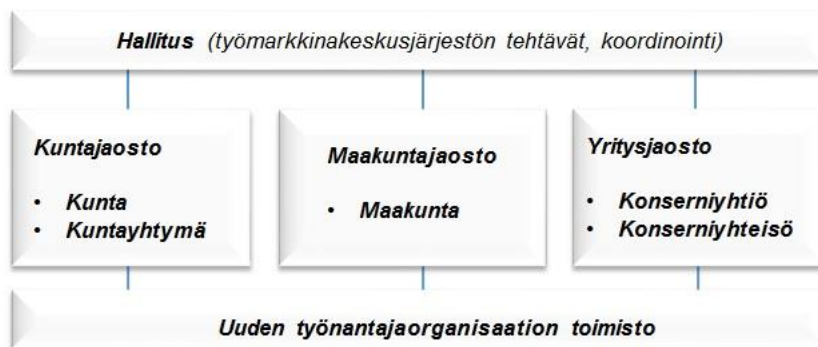 Hallitus (työmarkkinakeskusjärjestön tehtävät, koordinointi)
Kuntajaosto
• Kunta
• Kuntayhtymä
Maakuntajaosto
• Maakunta
Yritysjaosto
• Konserniyhtiö
• Konserniyhteisö
Uuden työnantajaorganisaation toimisto